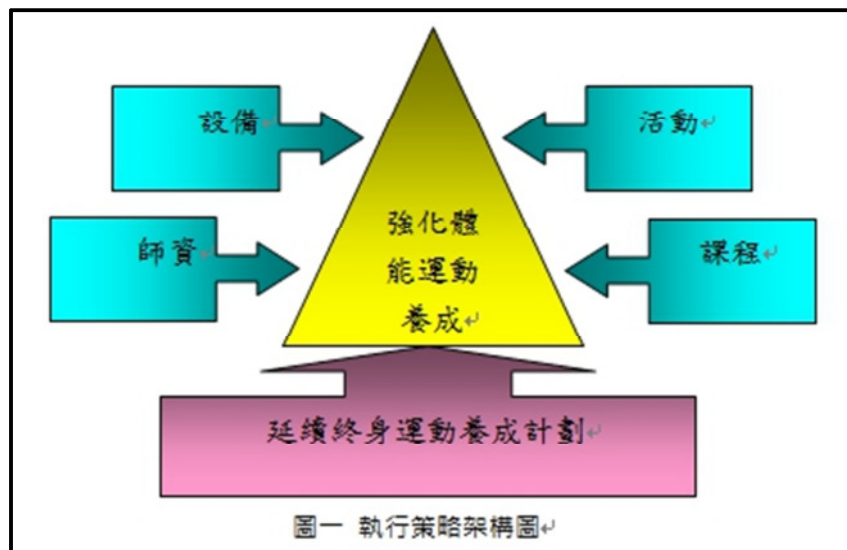 設備
活動
師資
課程
強化體
能運動
養成
延續終身運動養成計劃
圖一 執行策略架構圖